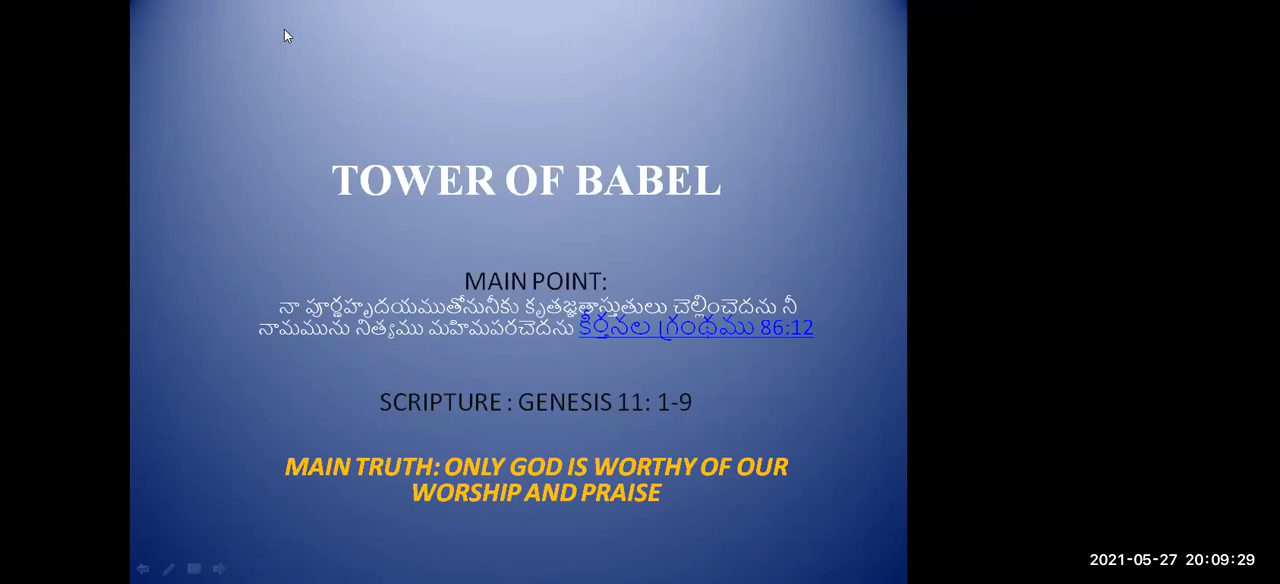 TOWER OF BABEL
MAIN POINT:
నా పూర్ణహృదయముతోనునీకు కృతజ్ఞతాస్తుతులు చెల్లించెదను నీ
నామమును నిత్యము మహిమపరచెదను కీర్తనల గ్రంథము 86:12
SCRIPTURE : GENESIS 11: 1-9
MAIN TRUTH: ONLY GOD IS WORTHY OF OUR
WORSHIP AND PRAISE
2021-05-27 20:09:29